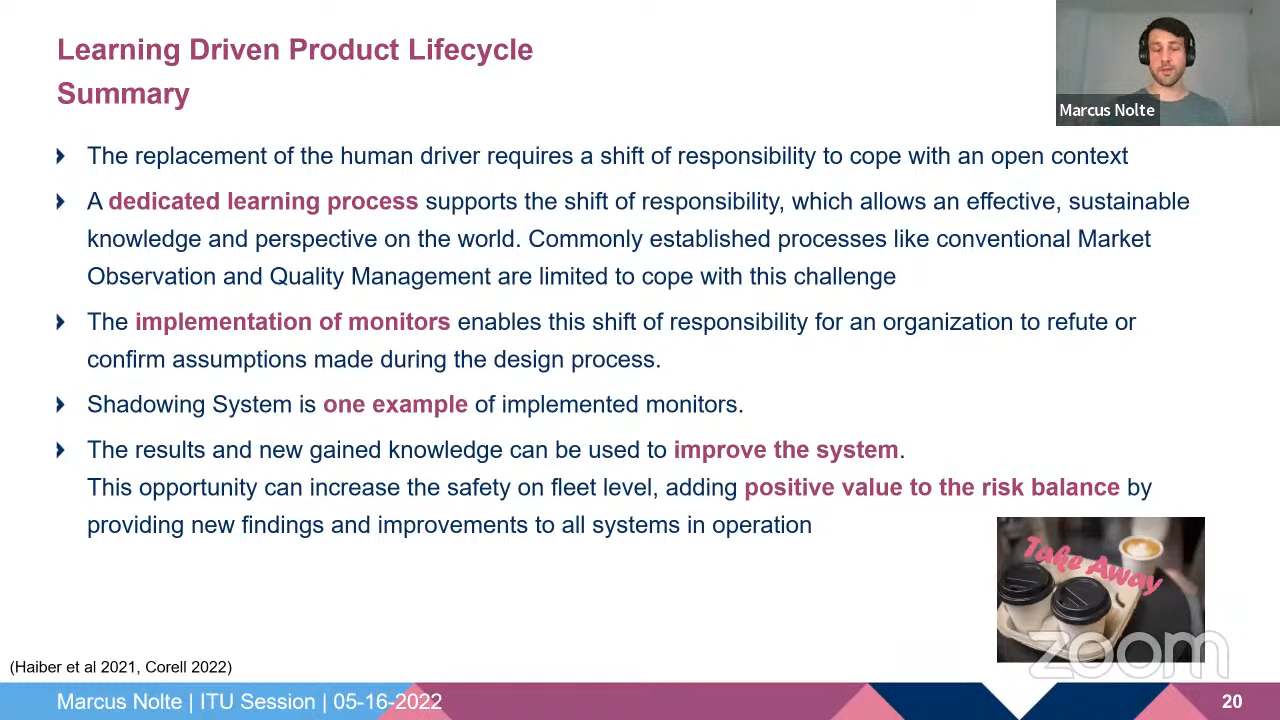 Learning Driven Product Lifecycle
Summary
Marcus Nolte
The replacement of the human driver requires a shift of responsibility to cope with an open context
A dedicated learning process supports the shift of responsibility, which allows an effective, sustainable
knowledge and perspective on the world. Commonly established processes like conventional Market
Observation and Quality Management are limited to cope with this challenge
The implementation of monitors enables this shift of responsibility for an organization to refute or
confirm assumptions made during the design process.
Shadowing System is one example of implemented monitors.
The results and new gained knowledge can be used to improve the system.
This opportunity can increase the safety on fleet level, adding positive value to the risk balance by
providing new findings and improvements to all systems in operation
Take Away
zoom
(Haiber et al 2021, Corell 2022)
Marcus Nolte | ITU Session | 05-16-2022
20